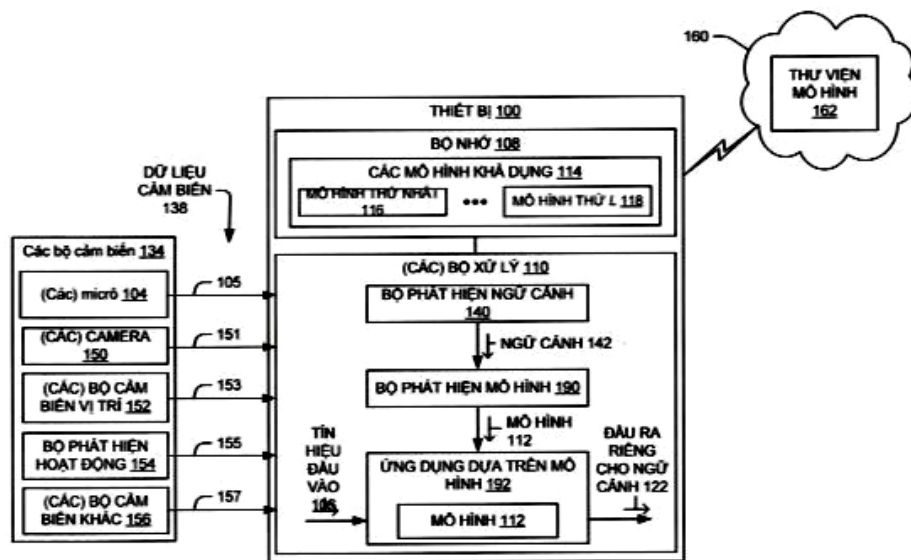 160
THƯ VIỆN
MÔ HÌNH
162
THIẾT BỊ 100
BỘ NHỚ 108
CÁC MÔ HÌNH KHẢ DỤNG 114
MÔ HÌNH THỨ NHẤT
116
•••
MÔ HÌNH THỨ L 118
DỮ LIỆU
CẢM BIẾN
138
Các bộ cảm biến 134
(Các) micrô 104
105
(CÁC) CAMERA
150
151
(CÁC) BỘ CẢM
BIẾN VỊ TRÍ 152
153
BỘ PHÁT HIỆN
HOẠT ĐỘNG 154
155
(CÁC) BỘ CẢM
BIẾN KHÁC 156
157
(CÁC) BỘ XỬ LÝ 110
BỘ PHÁT HIỆN NGỮ CẢNH
140
NGỮ CẢNH 142
BỘ PHÁT HIỆN MÔ HÌNH 190
MÔ HÌNH
112
TÍN
HIỆU
ĐẦU
VÀO
ỨNG DỤNG DỰA TRÊN MÔ
HÌNH 192
MÔ HÌNH 112
ĐẦU RA
RIÊNG
CHO NGỮ
CẢNH 122